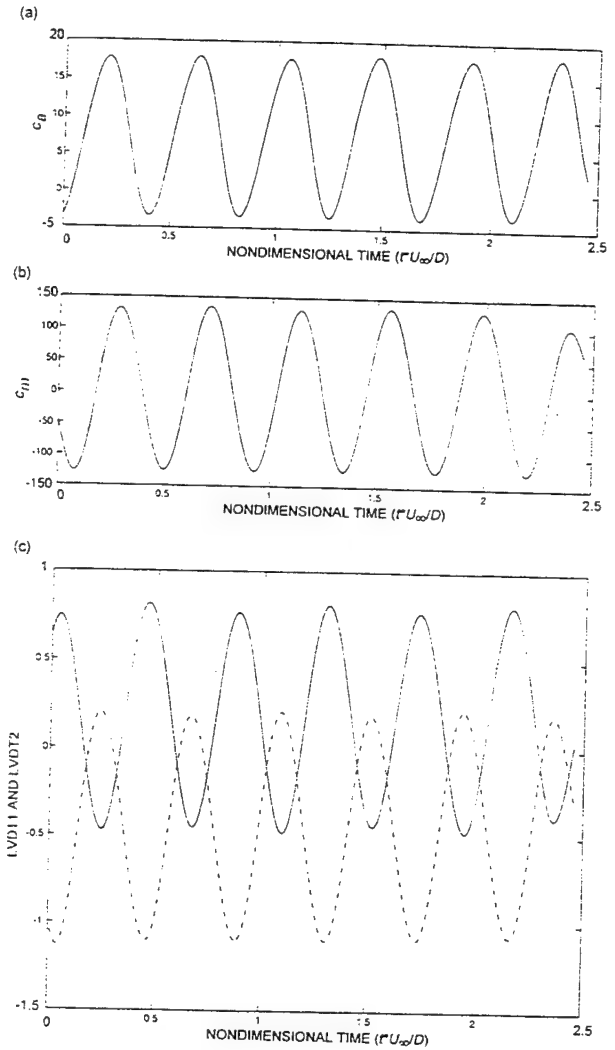 (a)
20
15
10
5
0
-5
c_n
0 0.5 1 1.5 2 2.5
NONDIMENSIONAL TIME (t*U∞/D)
(b)
150
100
50
0
-50
-100
-150
c_m
0 0.5 1 1.5 2 2.5
NONDIMENSIONAL TIME (t*U∞/D)
(c)
1
0.5
0
-0.5
-1
-1.5
LVDT1 AND LVDT2
0 0.5 1 1.5 2 2.5
NONDIMENSIONAL TIME (t*U∞/D)